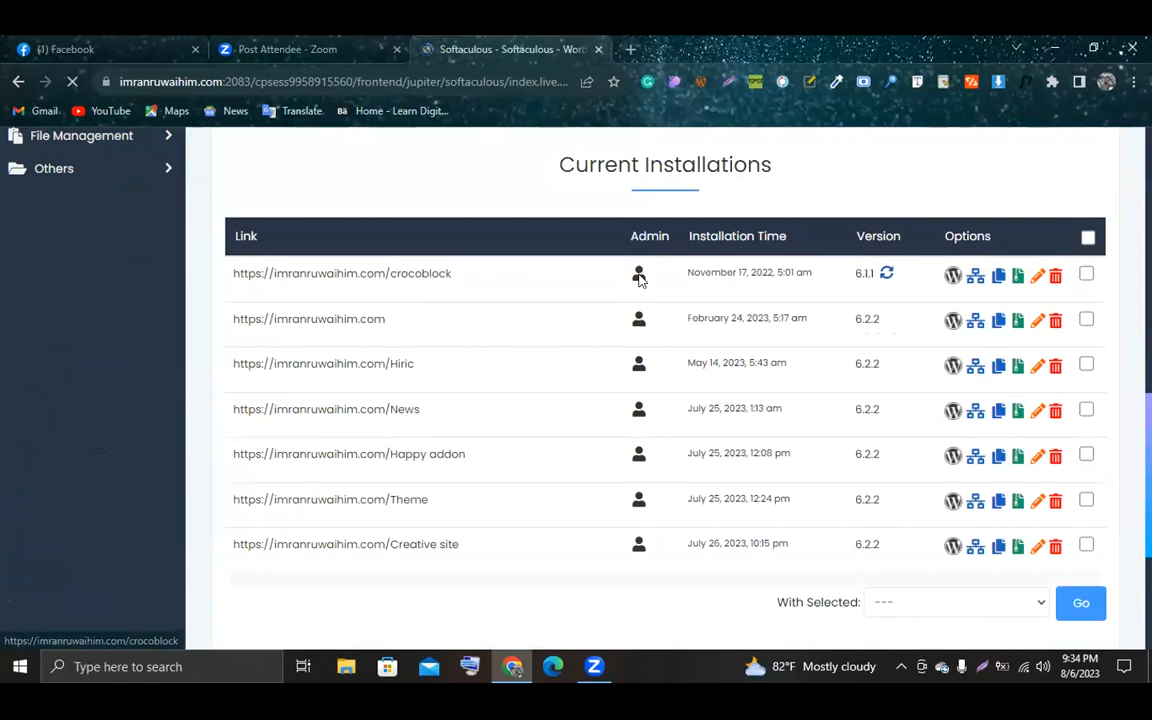 (1) Facebook
Post Attendee - Zoom
Softaculous - Softaculous - Wor
imranruwaihim.com:2083/cpsess9958915560/frontend/jupiter/softaculous/index.live....
Gmail
YouTube
Maps
News
Translate
Home - Learn Digit...
File Management
Others
Current Installations
Link Admin Installation Time Version Options
https://imranruwaihim.com/crocoblock November 17, 2022, 5:01 am 6.1.1
https://imranruwaihim.com February 24, 2023, 5:17 am 6.2.2
https://imranruwaihim.com/Hiric May 14, 2023, 5:43 am 6.2.2
https://imranruwaihim.com/News July 25, 2023, 1:13 am 6.2.2
https://imranruwaihim.com/Happy addon July 25, 2023, 12:08 pm 6.2.2
https://imranruwaihim.com/Theme July 25, 2023, 12:24 pm 6.2.2
https://imranruwaihim.com/Creative site July 26, 2023, 10:15 pm 6.2.2
With Selected: --- Go
https://imranruwaihim.com/crocoblock
Type here to search
82°F Mostly cloudy
9:34 PM
8/6/2023